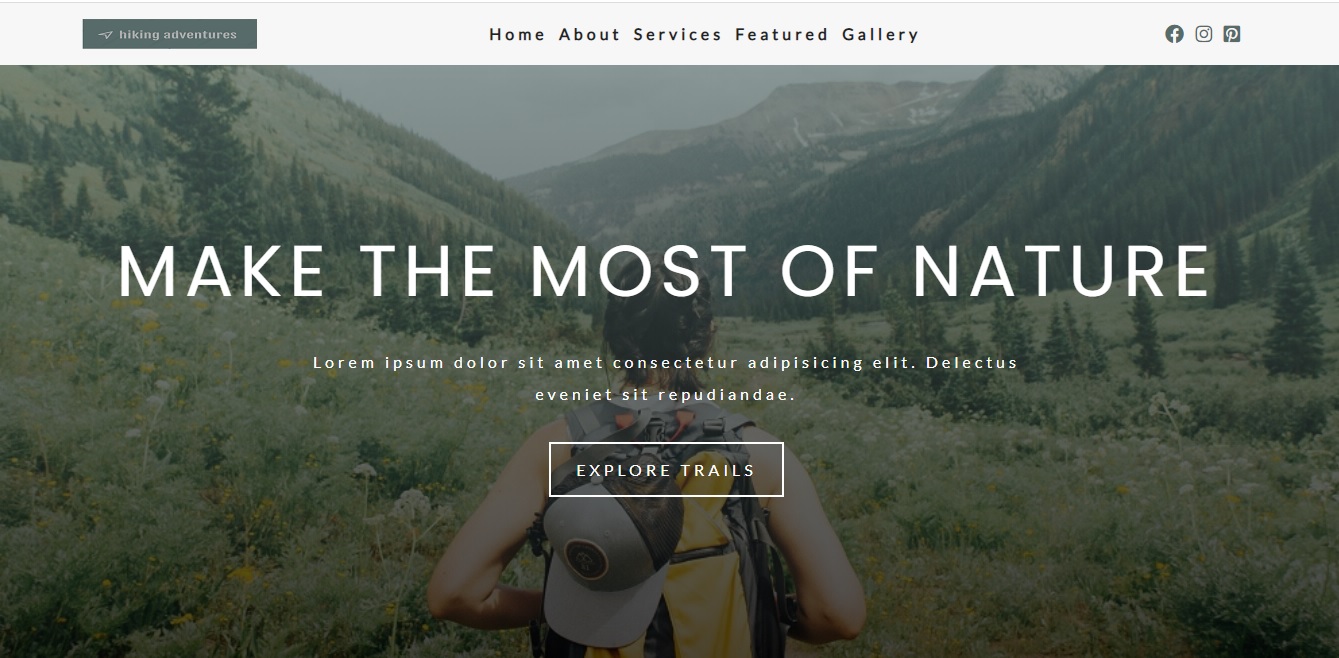 hiking adventures
Home About Services Featured Gallery
MAKE THE MOST OF NATURE
Lorem ipsum dolor sit amet consectetur adipisicing elit. Delectus
eveniet sit repudiandae.
EXPLORE TRAILS